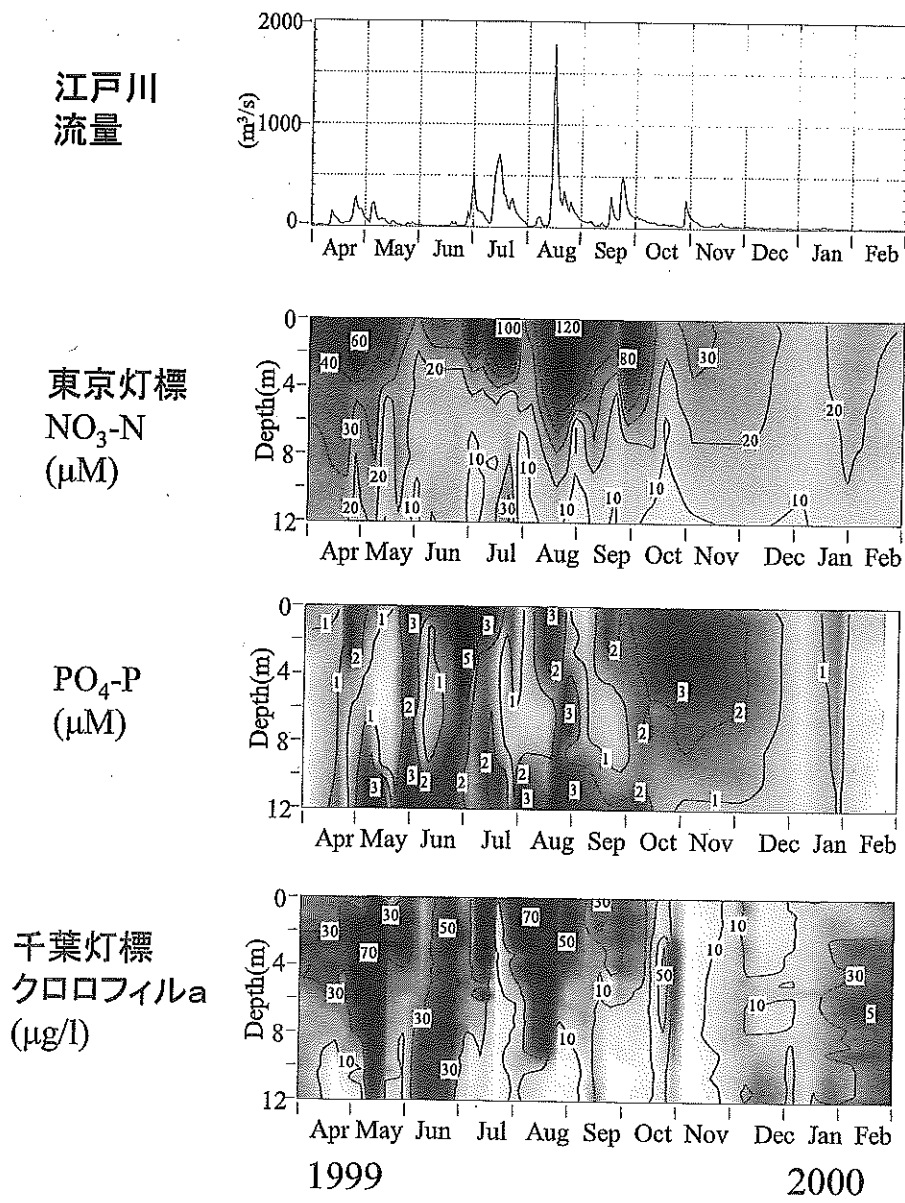 江戸川
流量
(m³/s)
2000
1000
0
Apr May Jun Jul Aug Sep Oct Nov Dec Jan Feb
東京灯標
NO₃-N
(μM)
Depth(m)
0
4
8
12
60 100 120
40 80 30
20 20
30 20
20 10 10 10 10
20 10 30 10 10 10
Apr May Jun Jul Aug Sep Oct Nov Dec Jan Feb
PO₄-P
(μM)
Depth(m)
0
4
8
12
1 1 3 3 3
2 5 2 2
1 1 2 3 1
1 2 1 3 2 2
3 3 2 2 2 3 1 2
3 3 1
Apr May Jun Jul Aug Sep Oct Nov Dec Jan Feb
千葉灯標
クロロフィルa
(μg/l)
Depth(m)
0
4
8
12
30 30 50 70 30 10
70 50
30 10 50 30
30 10 5
10 10 10
30
Apr May Jun Jul Aug Sep Oct Nov Dec Jan Feb
1999 2000